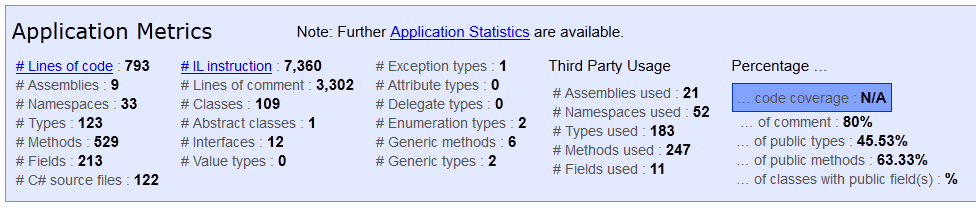 Application Metrics
Note: Further Application Statistics are available.
# Lines of code : 793
# Assemblies : 9
# Namespaces : 33
# Types : 123
# Methods : 529
# Fields : 213
# C# source files : 122
# IL instruction : 7,360
# Lines of comment : 3,302
# Classes : 109
# Abstract classes : 1
# Interfaces : 12
# Value types : 0
# Exception types : 1
# Attribute types : 0
# Delegate types : 0
# Enumeration types : 2
# Generic methods : 6
# Generic types : 2
Third Party Usage
# Assemblies used : 21
# Namespaces used : 52
# Types used : 183
# Methods used : 247
# Fields used : 11
Percentage ...
... code coverage : N/A
... of comment : 80%
... of public types : 45.53%
... of public methods : 63.33%
... of classes with public field(s) : %